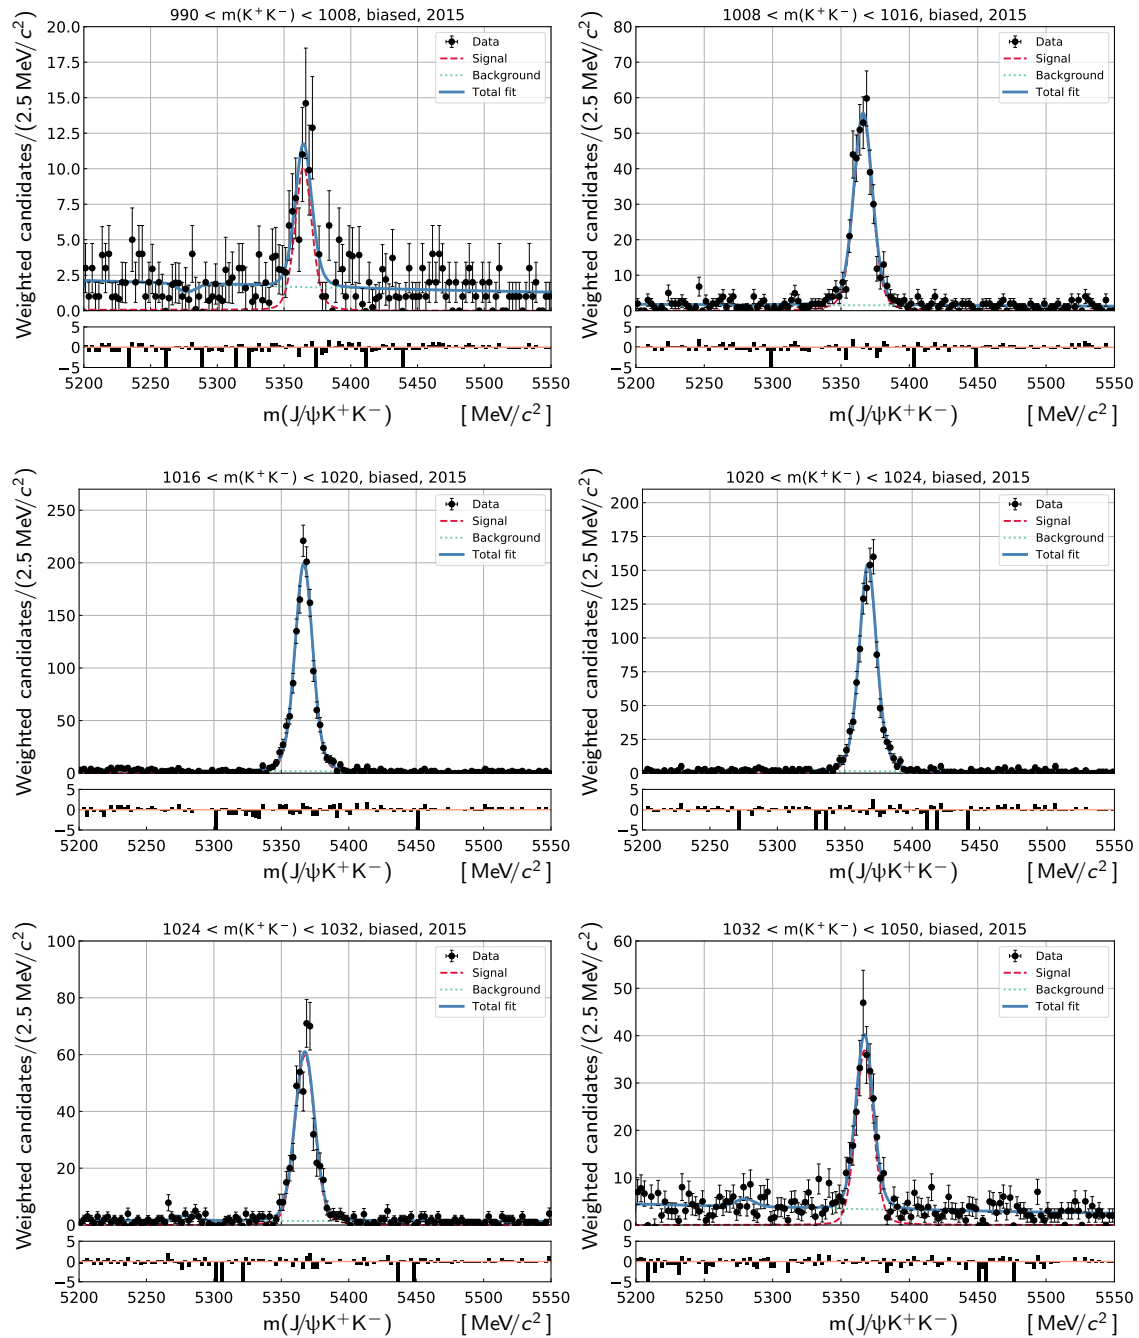 990 < m(K⁺K⁻) < 1008, biased, 2015
Weighted candidates/(2.5 MeV/c²)
20.0
17.5
15.0
12.5
10.0
7.5
5.0
2.5
0.0
Data
Signal
Background
Total fit
5
0
−5
5200 5250 5300 5350 5400 5450 5500 5550
m(J/ψK⁺K⁻) [MeV/c²]
1008 < m(K⁺K⁻) < 1016, biased, 2015
Weighted candidates/(2.5 MeV/c²)
80
70
60
50
40
30
20
10
0
Data
Signal
Background
Total fit
5
0
−5
5200 5250 5300 5350 5400 5450 5500 5550
m(J/ψK⁺K⁻) [MeV/c²]
1016 < m(K⁺K⁻) < 1020, biased, 2015
Weighted candidates/(2.5 MeV/c²)
250
200
150
100
50
0
Data
Signal
Background
Total fit
5
0
−5
5200 5250 5300 5350 5400 5450 5500 5550
m(J/ψK⁺K⁻) [MeV/c²]
1020 < m(K⁺K⁻) < 1024, biased, 2015
Weighted candidates/(2.5 MeV/c²)
200
175
150
125
100
75
50
25
0
Data
Signal
Background
Total fit
5
0
−5
5200 5250 5300 5350 5400 5450 5500 5550
m(J/ψK⁺K⁻) [MeV/c²]
1024 < m(K⁺K⁻) < 1032, biased, 2015
Weighted candidates/(2.5 MeV/c²)
100
80
60
40
20
0
Data
Signal
Background
Total fit
5
0
−5
5200 5250 5300 5350 5400 5450 5500 5550
m(J/ψK⁺K⁻) [MeV/c²]
1032 < m(K⁺K⁻) < 1050, biased, 2015
Weighted candidates/(2.5 MeV/c²)
60
50
40
30
20
10
0
Data
Signal
Background
Total fit
5
0
−5
5200 5250 5300 5350 5400 5450 5500 5550
m(J/ψK⁺K⁻) [MeV/c²]